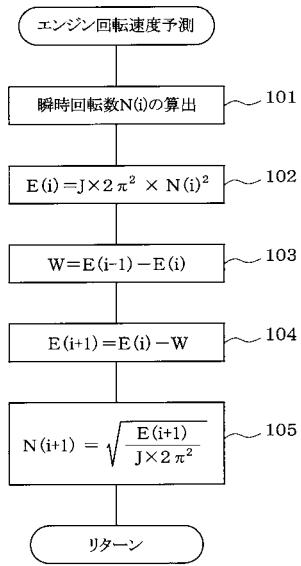 エンジン回転速度予測
瞬時回転数N(i)の算出
101
E(i)=J×2π² × N(i)²
102
W=E(i-1)-E(i)
103
E(i+1)=E(i)-W
104
N(i+1) = √(E(i+1) / J×2π²)
105
リターン